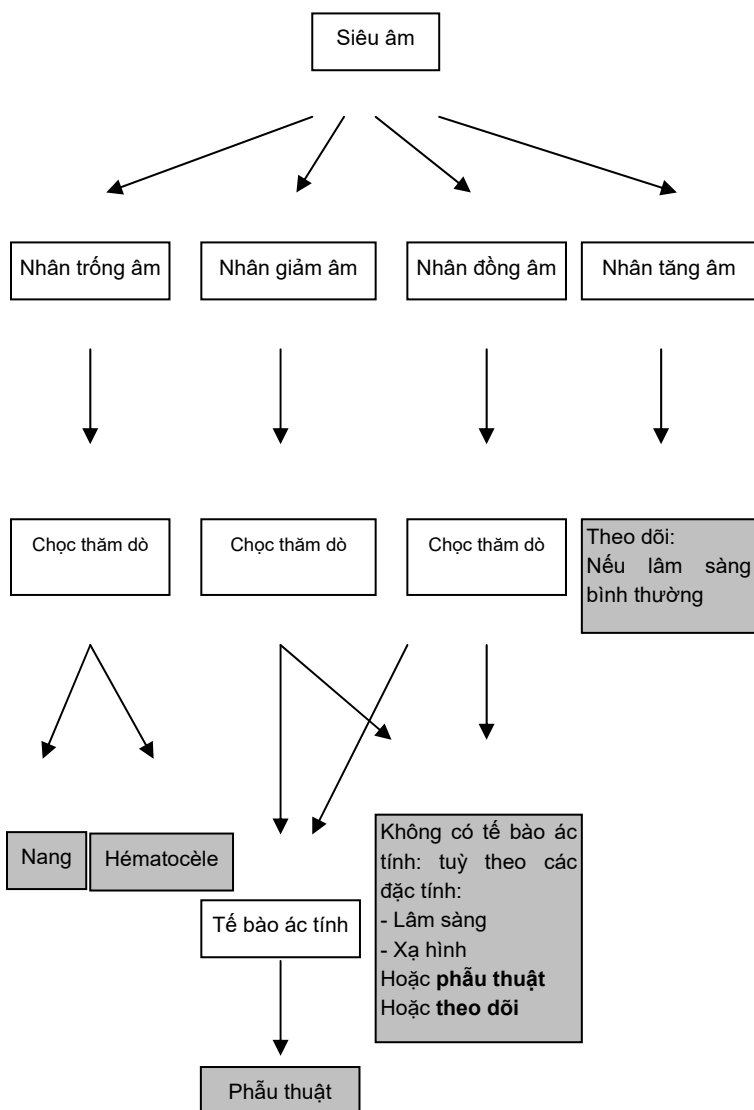 Siêu âm
Nhân trống âm
Nhân giảm âm
Nhân đồng âm
Nhân tăng âm
Chọc thăm dò
Chọc thăm dò
Chọc thăm dò
Theo dõi:
Nếu lâm sàng
bình thường
Nang
Hématocèle
Tế bào ác tính
Không có tế bào ác
tính: tuỳ theo các
đặc tính:
- Lâm sàng
- Xạ hình
Hoặc phẫu thuật
Hoặc theo dõi
Phẫu thuật